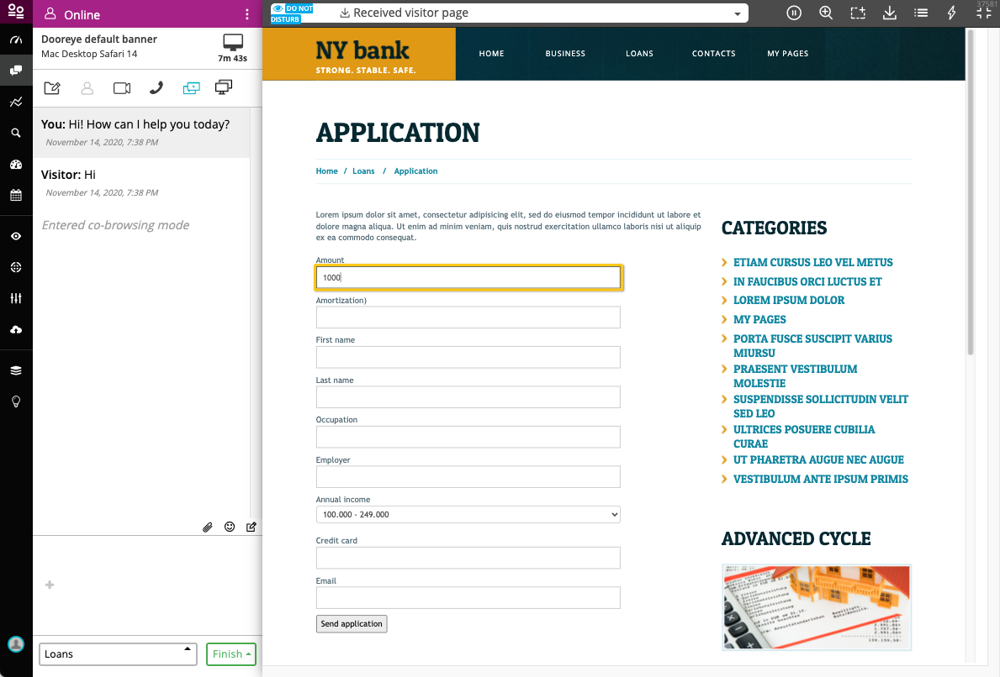 Online
Dooreye default banner
Mac Desktop Safari 14
7m 43s
You: Hi! How can I help you today?
November 14, 2020, 7:38 PM
Visitor: Hi
November 14, 2020, 7:38 PM
Entered co-browsing mode
Loans
Finish
DO NOT
DISTURB
Received visitor page
37581
NY bank
STRONG. STABLE. SAFE.
HOME
BUSINESS
LOANS
CONTACTS
MY PAGES
APPLICATION
Home / Loans / Application
Lorem ipsum dolor sit amet, consectetur adipisicing elit, sed do eiusmod tempor incididunt ut labore et
dolore magna aliqua. Ut enim ad minim veniam, quis nostrud exercitation ullamco laboris nisi ut aliquip
ex ea commodo consequat.
Amount
1000
Amortization)
First name
Last name
Occupation
Employer
Annual income
100.000 - 249.000
Credit card
Email
Send application
CATEGORIES
ETIAM CURSUS LEO VEL METUS
IN FAUCIBUS ORCI LUCTUS ET
LOREM IPSUM DOLOR
MY PAGES
PORTA FUSCE SUSCIPIT VARIUS
MIURSU
PRAESENT VESTIBULUM
MOLESTIE
SUSPENDISSE SOLLICITUDIN VELIT
SED LEO
ULTRICES POSUERE CUBILIA
CURAE
UT PHARETRA AUGUE NEC AUGUE
VESTIBULUM ANTE IPSUM PRIMIS
ADVANCED CYCLE